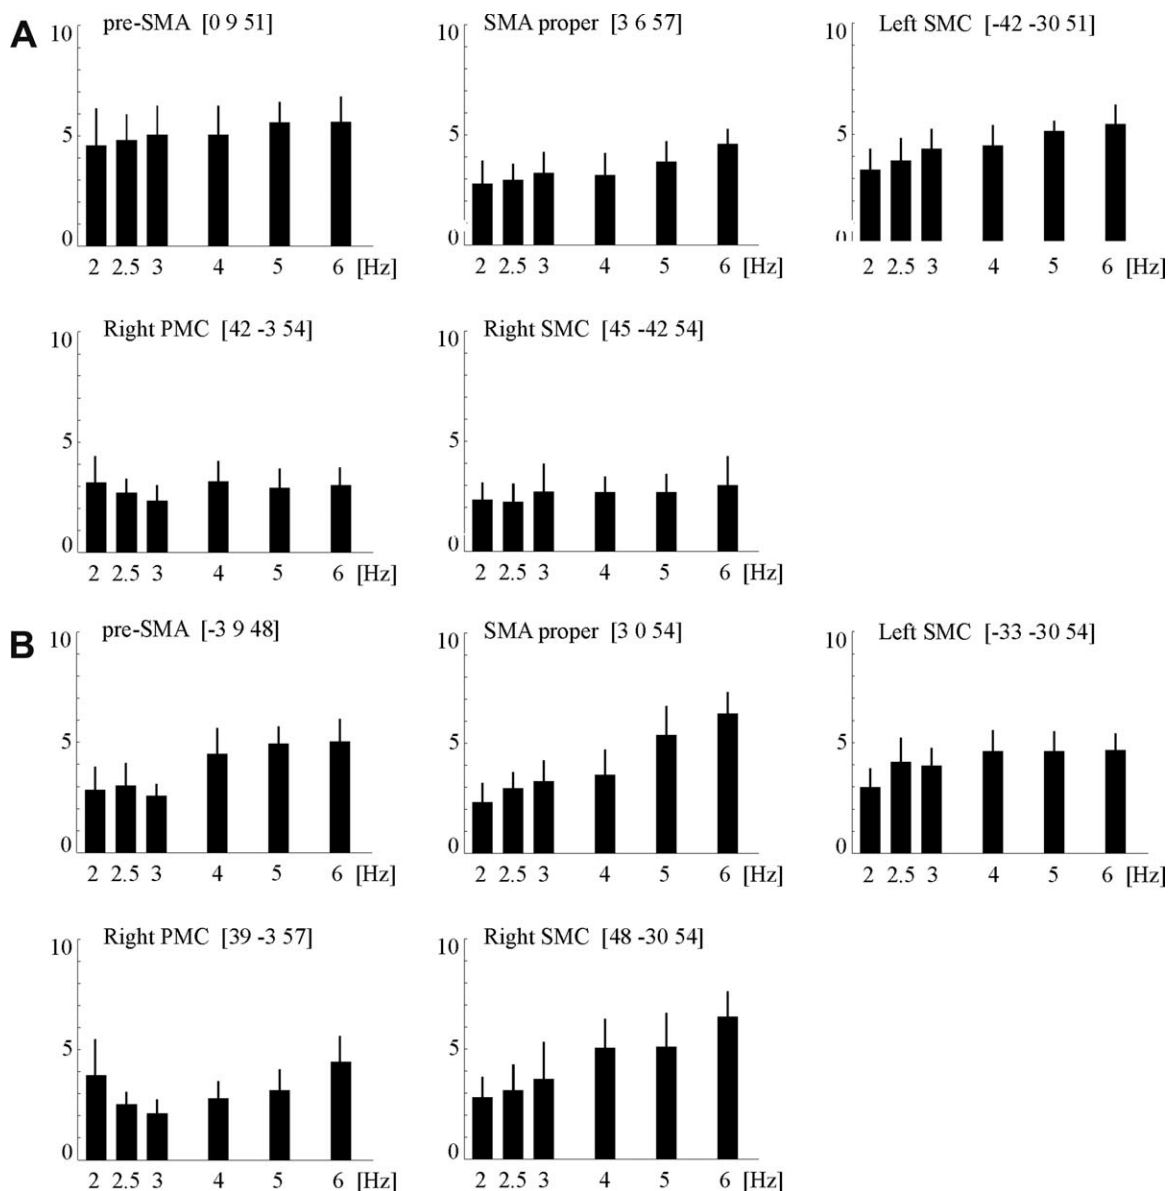 A
pre-SMA [0 9 51]
10
5
0
2 2.5 3 4 5 6 [Hz]
SMA proper [3 6 57]
10
5
0
2 2.5 3 4 5 6 [Hz]
Left SMC [-42 -30 51]
10
5
0
2 2.5 3 4 5 6 [Hz]
Right PMC [42 -3 54]
10
5
0
2 2.5 3 4 5 6 [Hz]
Right SMC [45 -42 54]
10
5
0
2 2.5 3 4 5 6 [Hz]
B
pre-SMA [-3 9 48]
10
5
0
2 2.5 3 4 5 6 [Hz]
SMA proper [3 0 54]
10
5
0
2 2.5 3 4 5 6 [Hz]
Left SMC [-33 -30 54]
10
5
0
2 2.5 3 4 5 6 [Hz]
Right PMC [39 -3 57]
10
5
0
2 2.5 3 4 5 6 [Hz]
Right SMC [48 -30 54]
10
5
0
2 2.5 3 4 5 6 [Hz]